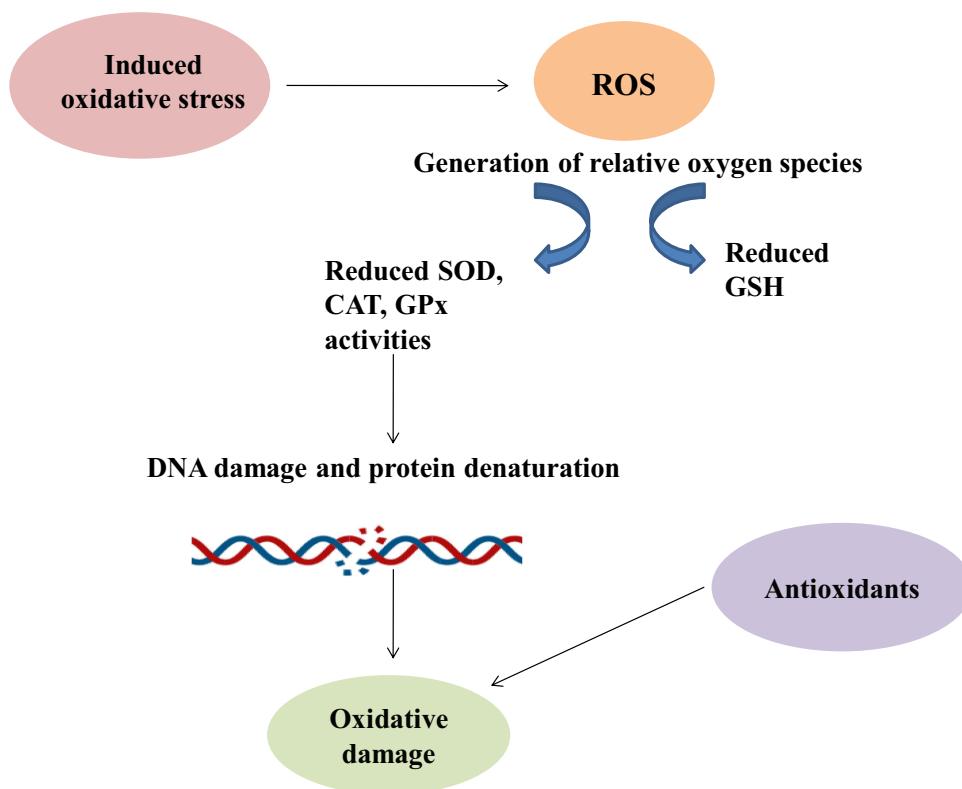 Induced
oxidative stress
ROS
Generation of relative oxygen species
Reduced SOD,
CAT, GPx
activities
Reduced
GSH
DNA damage and protein denaturation
Antioxidants
Oxidative
damage